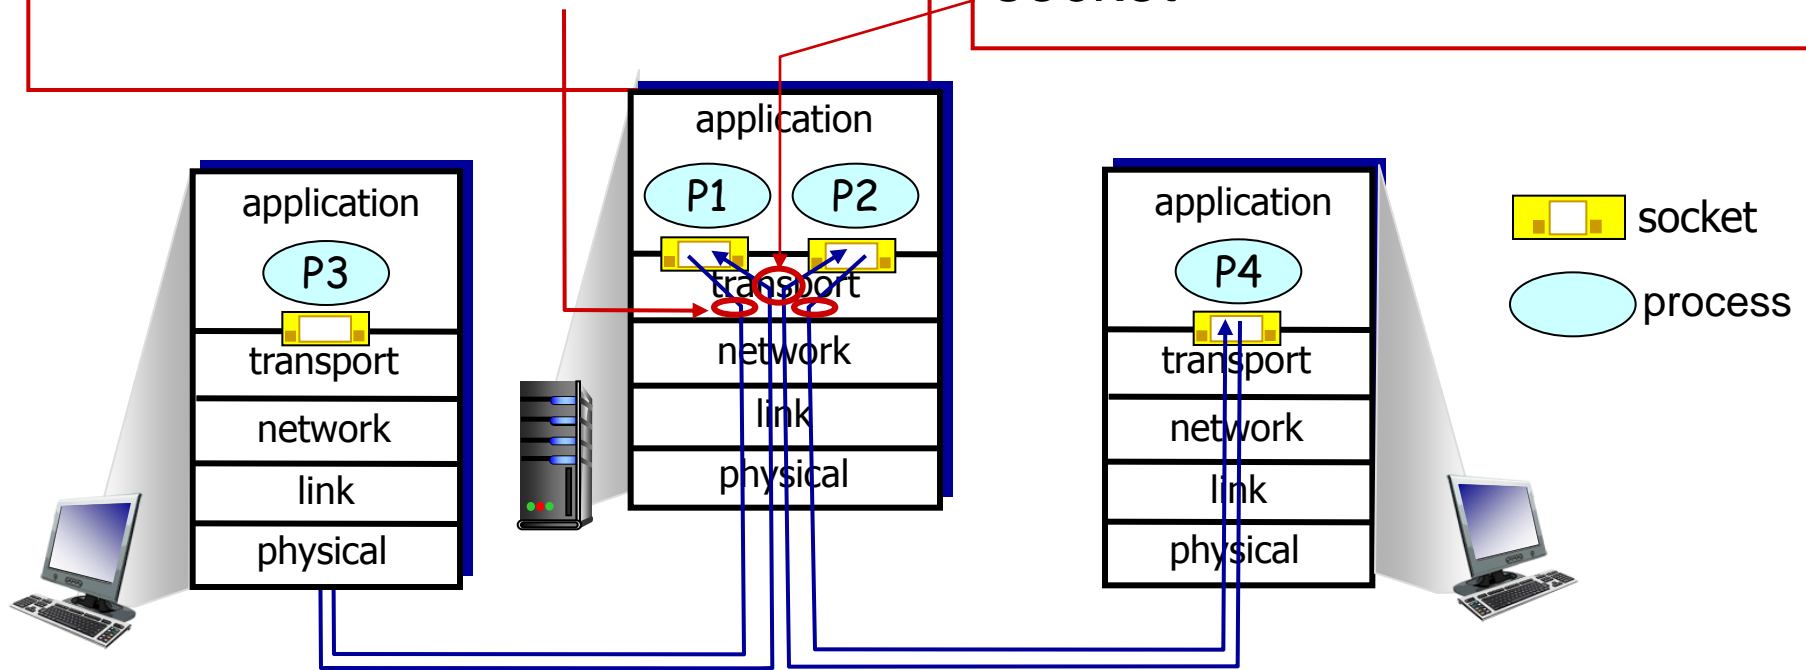 socket
application
P1 P2
transport
network
link
physical
application
P3
transport
network
link
physical
application
P4
transport
network
link
physical
socket
process